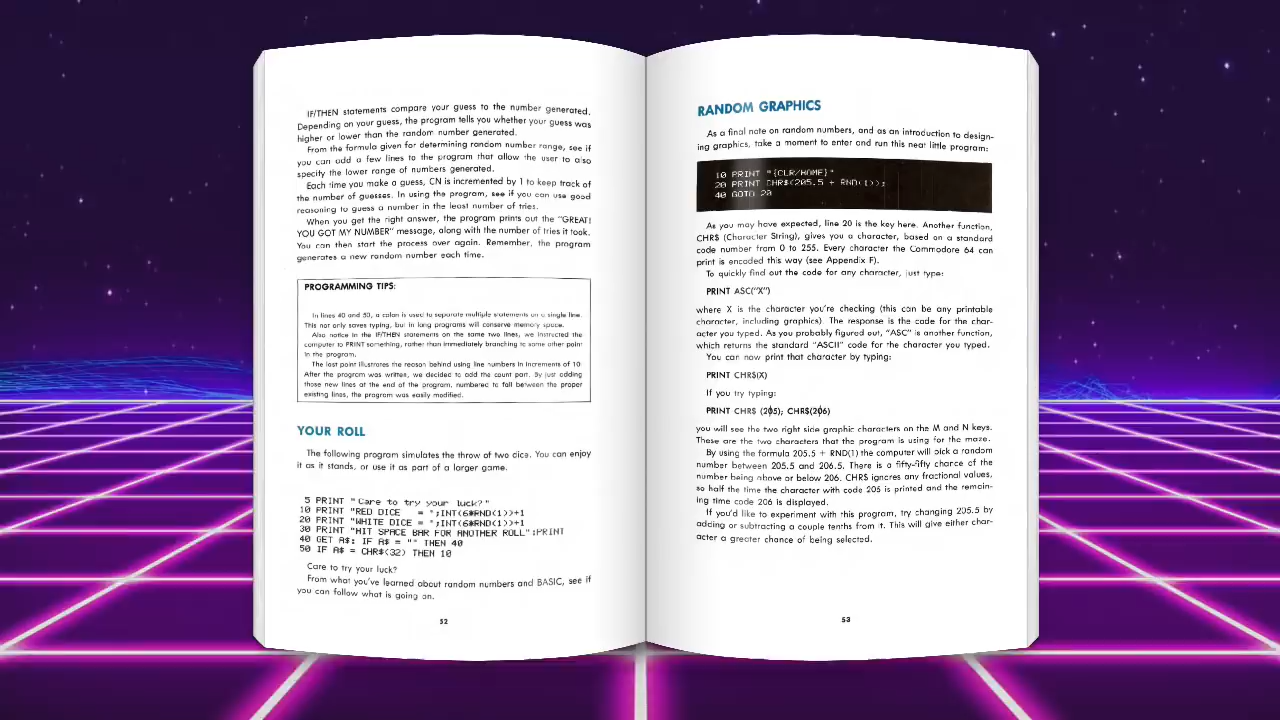 IF/THEN statements compare your guess to the number generated.
Depending on your guess, the program tells you whether your guess was
higher or lower than the random number generated.
From the formula given for determining random number range, see if
you can add a few lines to the program that allow the user to also
specify the lower range of numbers generated.
Each time you make a guess, CN is incremented by 1 to keep track of
the number of guesses. In using the program, see if you can use good
reasoning to guess a number in the least number of tries.
When you get the right answer, the program prints out the "GREAT!
YOU GOT MY NUMBER" message, along with the number of tries it took.
You can then start the process over again. Remember, the program
generates a new random number each time.
PROGRAMMING TIPS:
In lines 40 and 50, a colon is used to separate multiple statements on a single line.
This not only saves typing, but in long programs will conserve memory space.
Also notice in the IF/THEN statements on the same two lines, we instructed the
computer to PRINT something, rather than immediately branching to some other point
in the program.
The last point illustrates the reason behind using line numbers in increments of 10:
After the program was written, we decided to add the count part. By just adding
those new lines at the end of the program, numbered to fall between the proper
existing lines, the program was easily modified.
YOUR ROLL
The following program simulates the throw of two dice. You can enjoy
it as it stands, or use it as part of a larger game.
5 PRINT "Care to try your luck?"
10 PRINT "RED DICE   = ";INT(6*RND(1))+1
20 PRINT "WHITE DICE = ";INT(6*RND(1))+1
30 PRINT "HIT SPACE BAR FOR ANOTHER ROLL":PRINT
40 GET A$: IF A$ = "" THEN 40
50 IF A$ = CHR$(32) THEN 10
Care to try your luck?
From what you've learned about random numbers and BASIC, see if
you can follow what is going on.
52
RANDOM GRAPHICS
As a final note on random numbers, and as an introduction to design-
ing graphics, take a moment to enter and run this neat little program:
10 PRINT "{CLR/HOME}"
20 PRINT CHR$(205.5 + RND(1));
40 GOTO 20
As you may have expected, line 20 is the key here. Another function,
CHR$ (Character String), gives you a character, based on a standard
code number from 0 to 255. Every character the Commodore 64 can
print is encoded this way (see Appendix F).
To quickly find out the code for any character, just type:
PRINT ASC("X")
where X is the character you're checking (this can be any printable
character, including graphics). The response is the code for the char-
acter you typed. As you probably figured out, "ASC" is another function,
which returns the standard "ASCII" code for the character you typed.
You can now print that character by typing:
PRINT CHR$(X)
If you try typing:
PRINT CHR$ (205); CHR$(206)
you will see the two right side graphic characters on the M and N keys.
These are the two characters that the program is using for the maze.
By using the formula 205.5 + RND(1) the computer will pick a random
number between 205.5 and 206.5. There is a fifty-fifty chance of the
number being above or below 206. CHR$ ignores any fractional values,
so half the time the character with code 205 is printed and the remain-
ing time code 206 is displayed.
If you'd like to experiment with this program, try changing 205.5 by
adding or subtracting a couple tenths from it. This will give either char-
acter a greater chance of being selected.
53